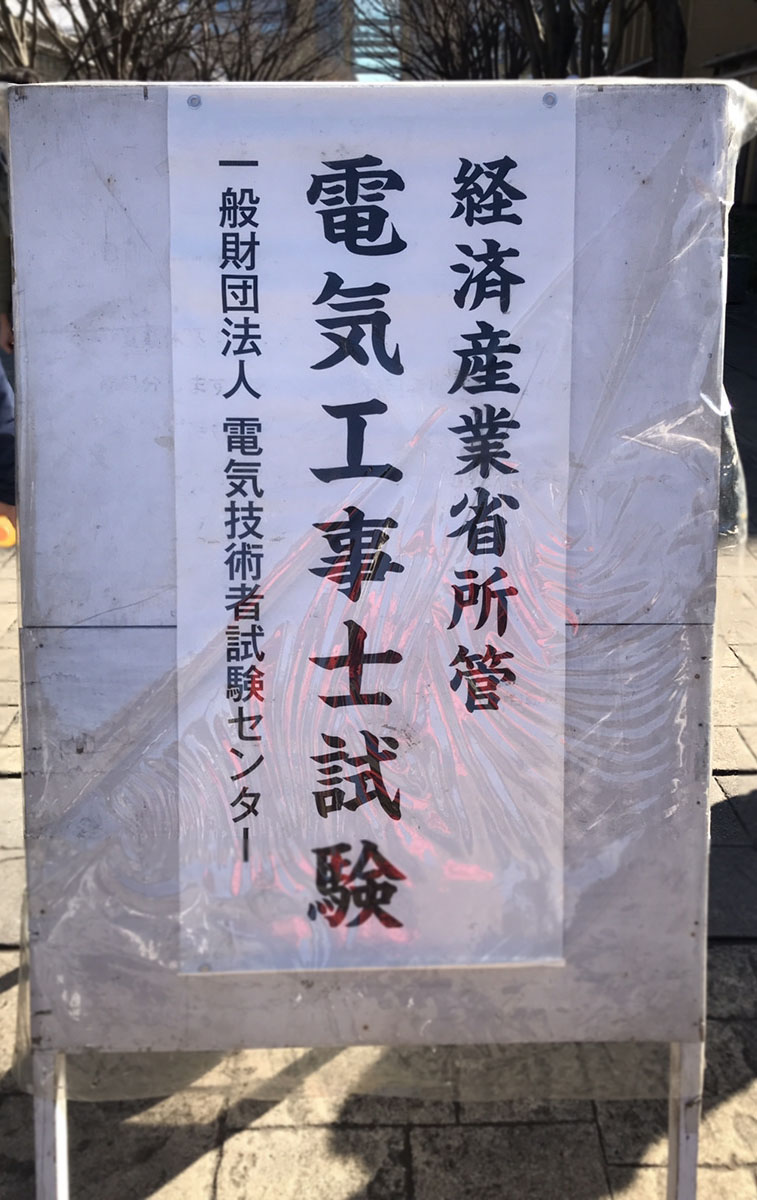 経済産業省所管
電気工事士試験
一般財団法人 電気技術者試験センター